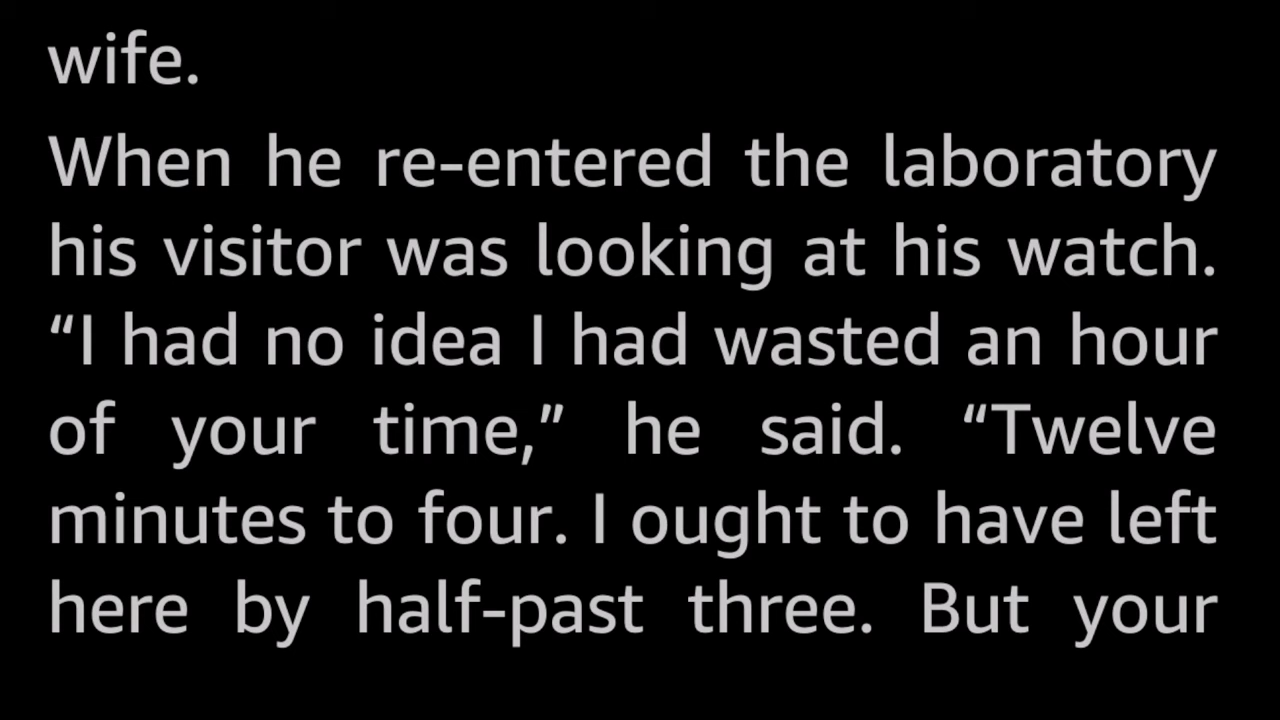 wife.
When he re-entered the laboratory
his visitor was looking at his watch.
“I had no idea I had wasted an hour
of your time,” he said. “Twelve
minutes to four. I ought to have left
here by half-past three. But your